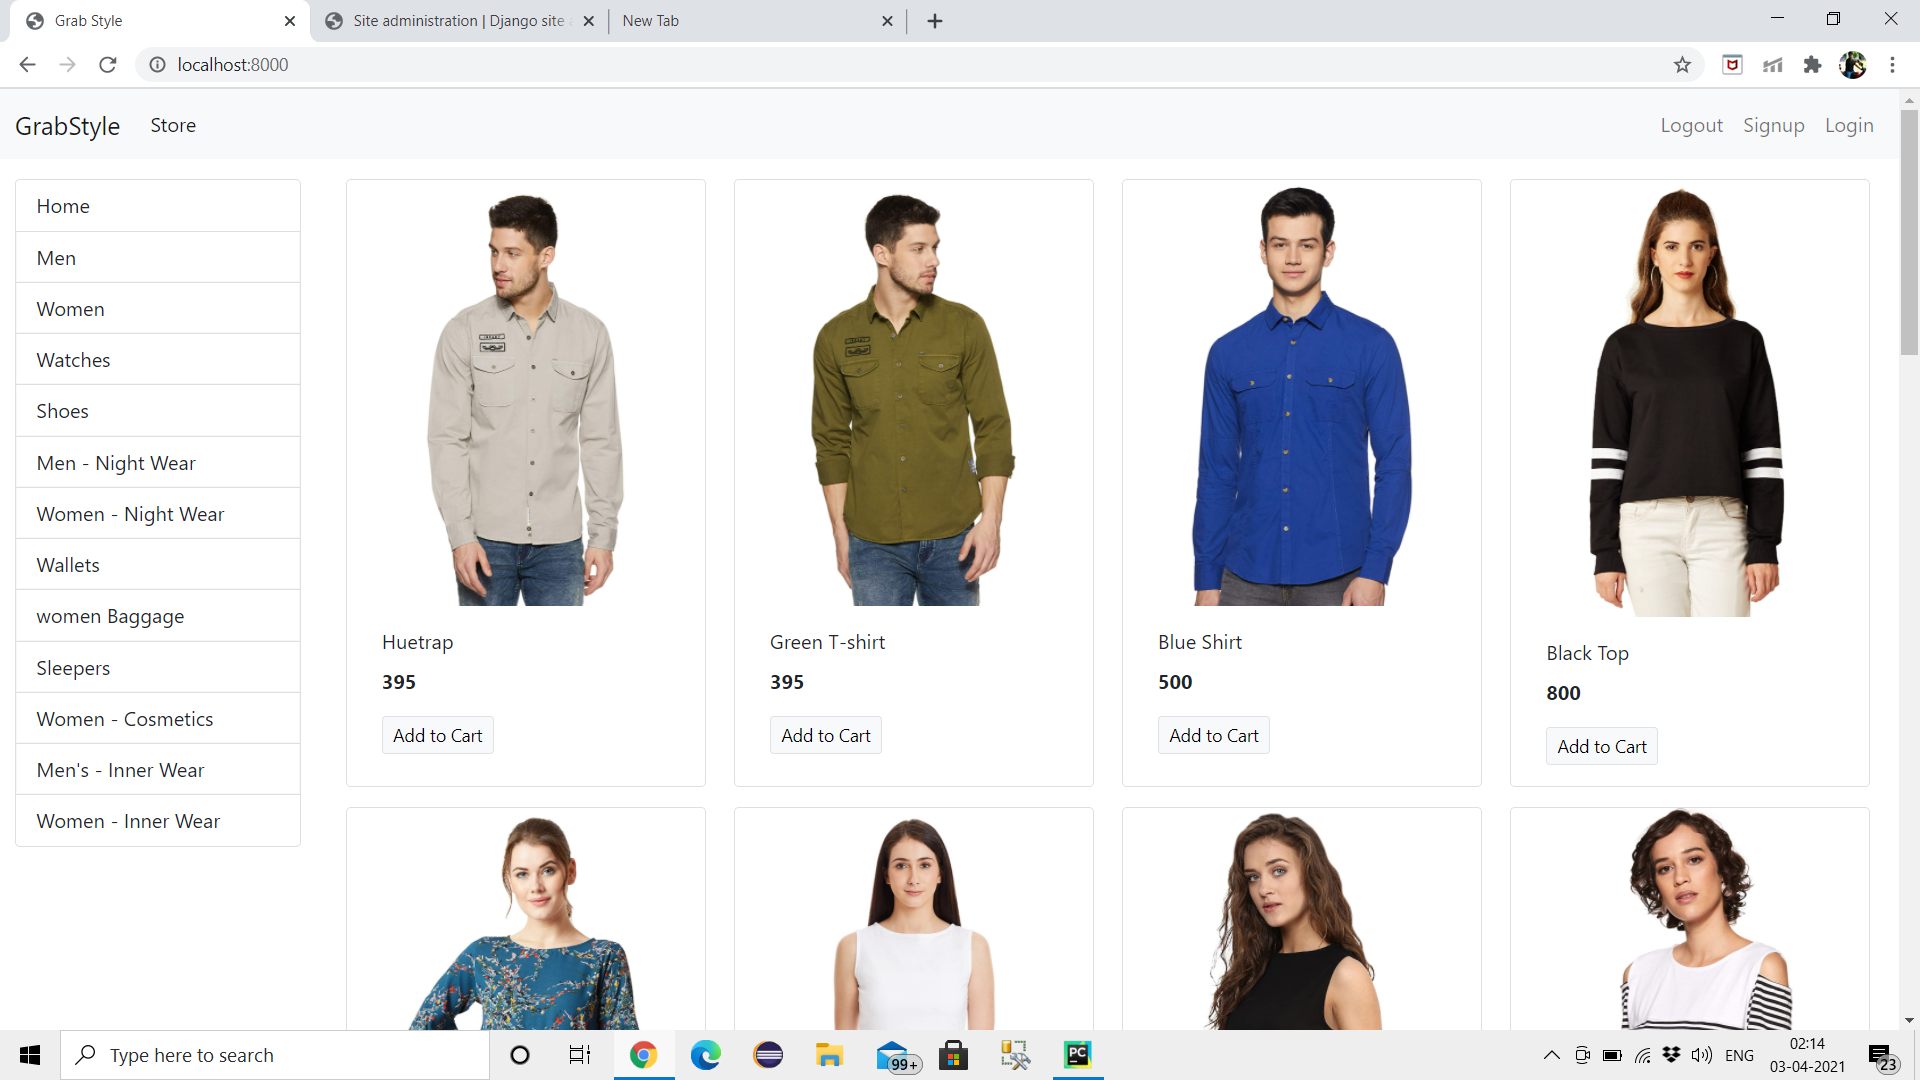 Grab Style
Site administration | Django site
New Tab
localhost:8000
GrabStyle
Store
Logout
Signup
Login
Home
Men
Women
Watches
Shoes
Men - Night Wear
Women - Night Wear
Wallets
women Baggage
Sleepers
Women - Cosmetics
Men's - Inner Wear
Women - Inner Wear
Huetrap
395
Add to Cart
Green T-shirt
395
Add to Cart
Blue Shirt
500
Add to Cart
Black Top
800
Add to Cart
Type here to search
99+
PC
ENG
02:14
03-04-2021
23